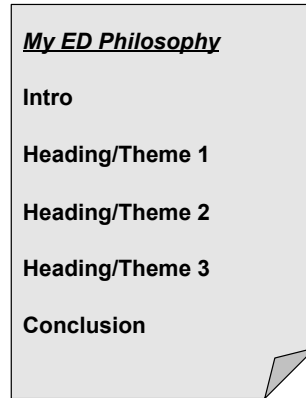 My ED Philosophy
Intro
Heading/Theme 1
Heading/Theme 2
Heading/Theme 3
Conclusion